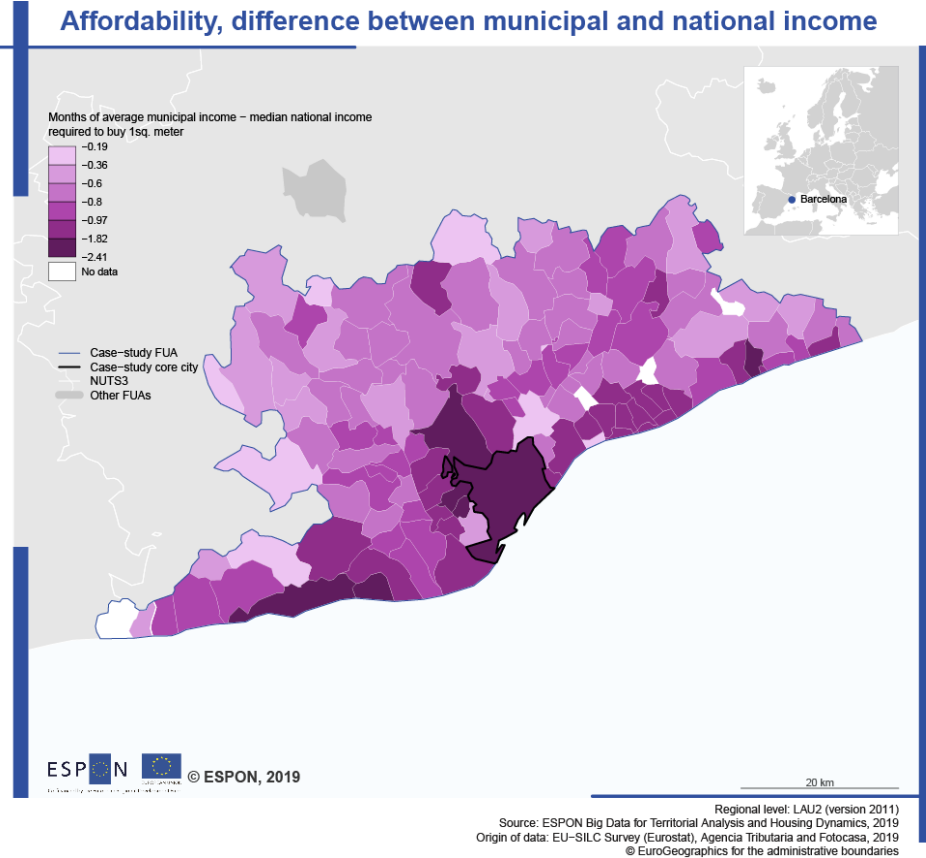 Affordability, difference between municipal and national income
Months of average municipal income − median national income
required to buy 1sq. meter
−0.19
−0.36
−0.6
−0.8
−0.97
−1.82
−2.41
No data
Barcelona
Case−study FUA
Case−study core city
NUTS3
Other FUAs
ESPON
© ESPON, 2019
20 km
Regional level: LAU2 (version 2011)
Source: ESPON Big Data for Territorial Analysis and Housing Dynamics, 2019
Origin of data: EU−SILC Survey (Eurostat), Agencia Tributaria and Fotocasa, 2019
© EuroGeographics for the administrative boundaries